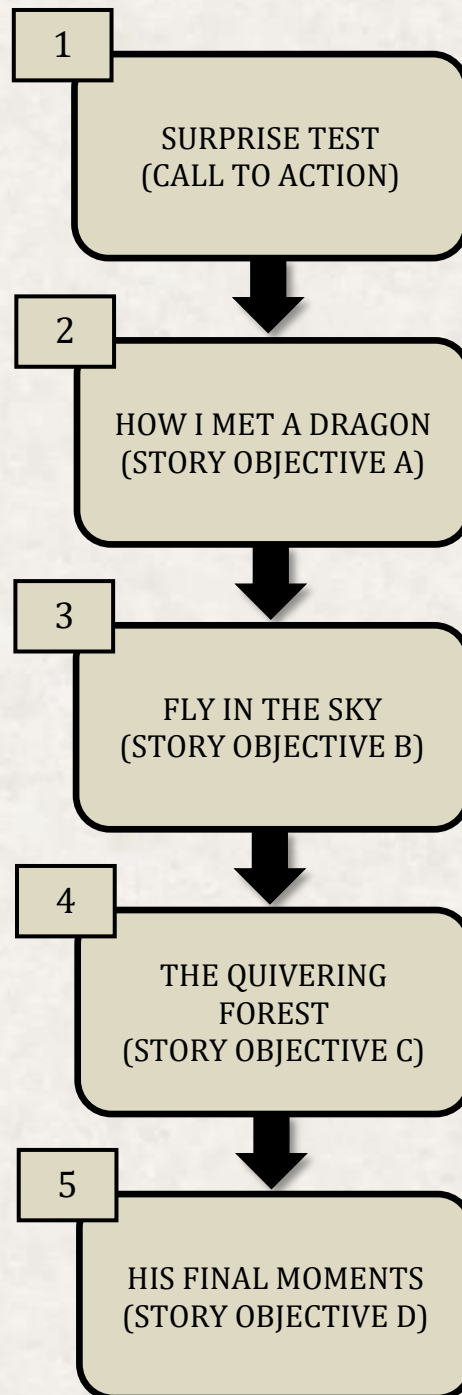 1
SURPRISE TEST
(CALL TO ACTION)
2
HOW I MET A DRAGON
(STORY OBJECTIVE A)
3
FLY IN THE SKY
(STORY OBJECTIVE B)
4
THE QUIVERING
FOREST
(STORY OBJECTIVE C)
5
HIS FINAL MOMENTS
(STORY OBJECTIVE D)